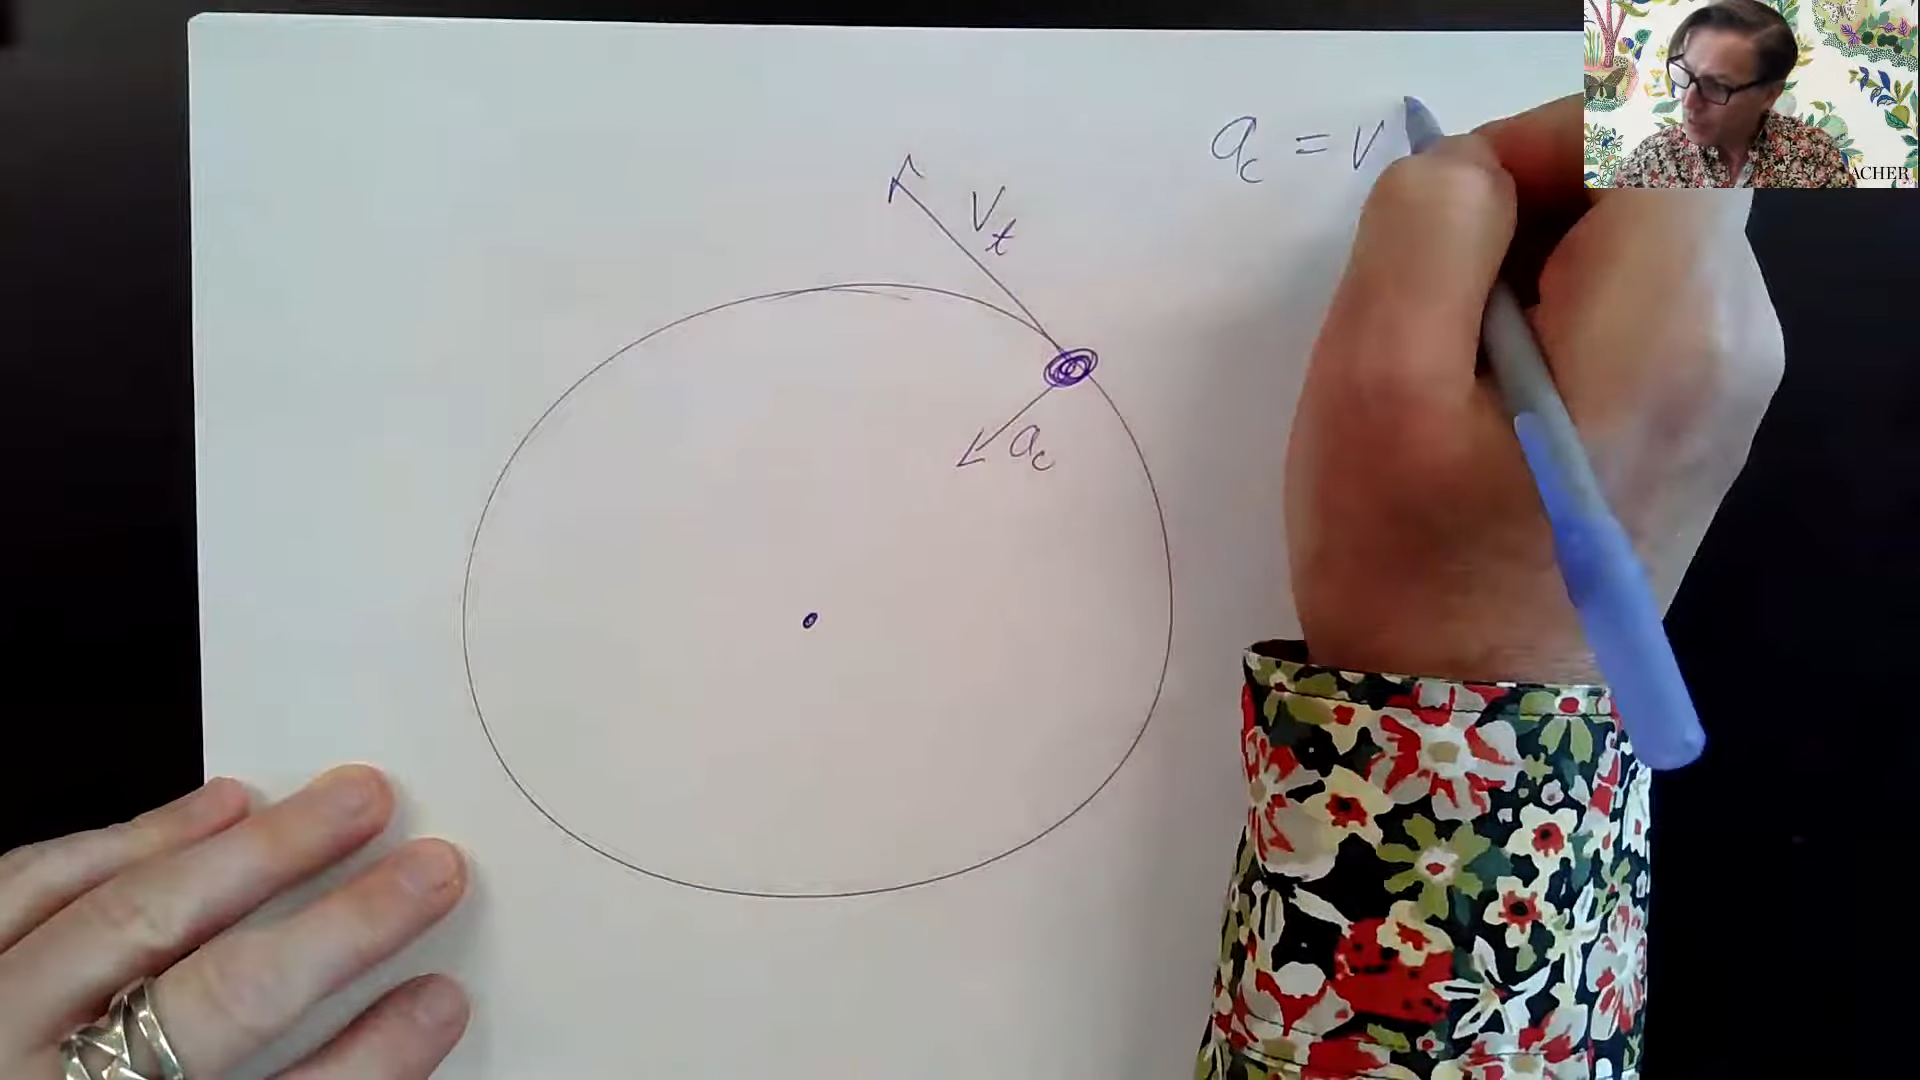 a_c = v
V_t
a_c
ACHER